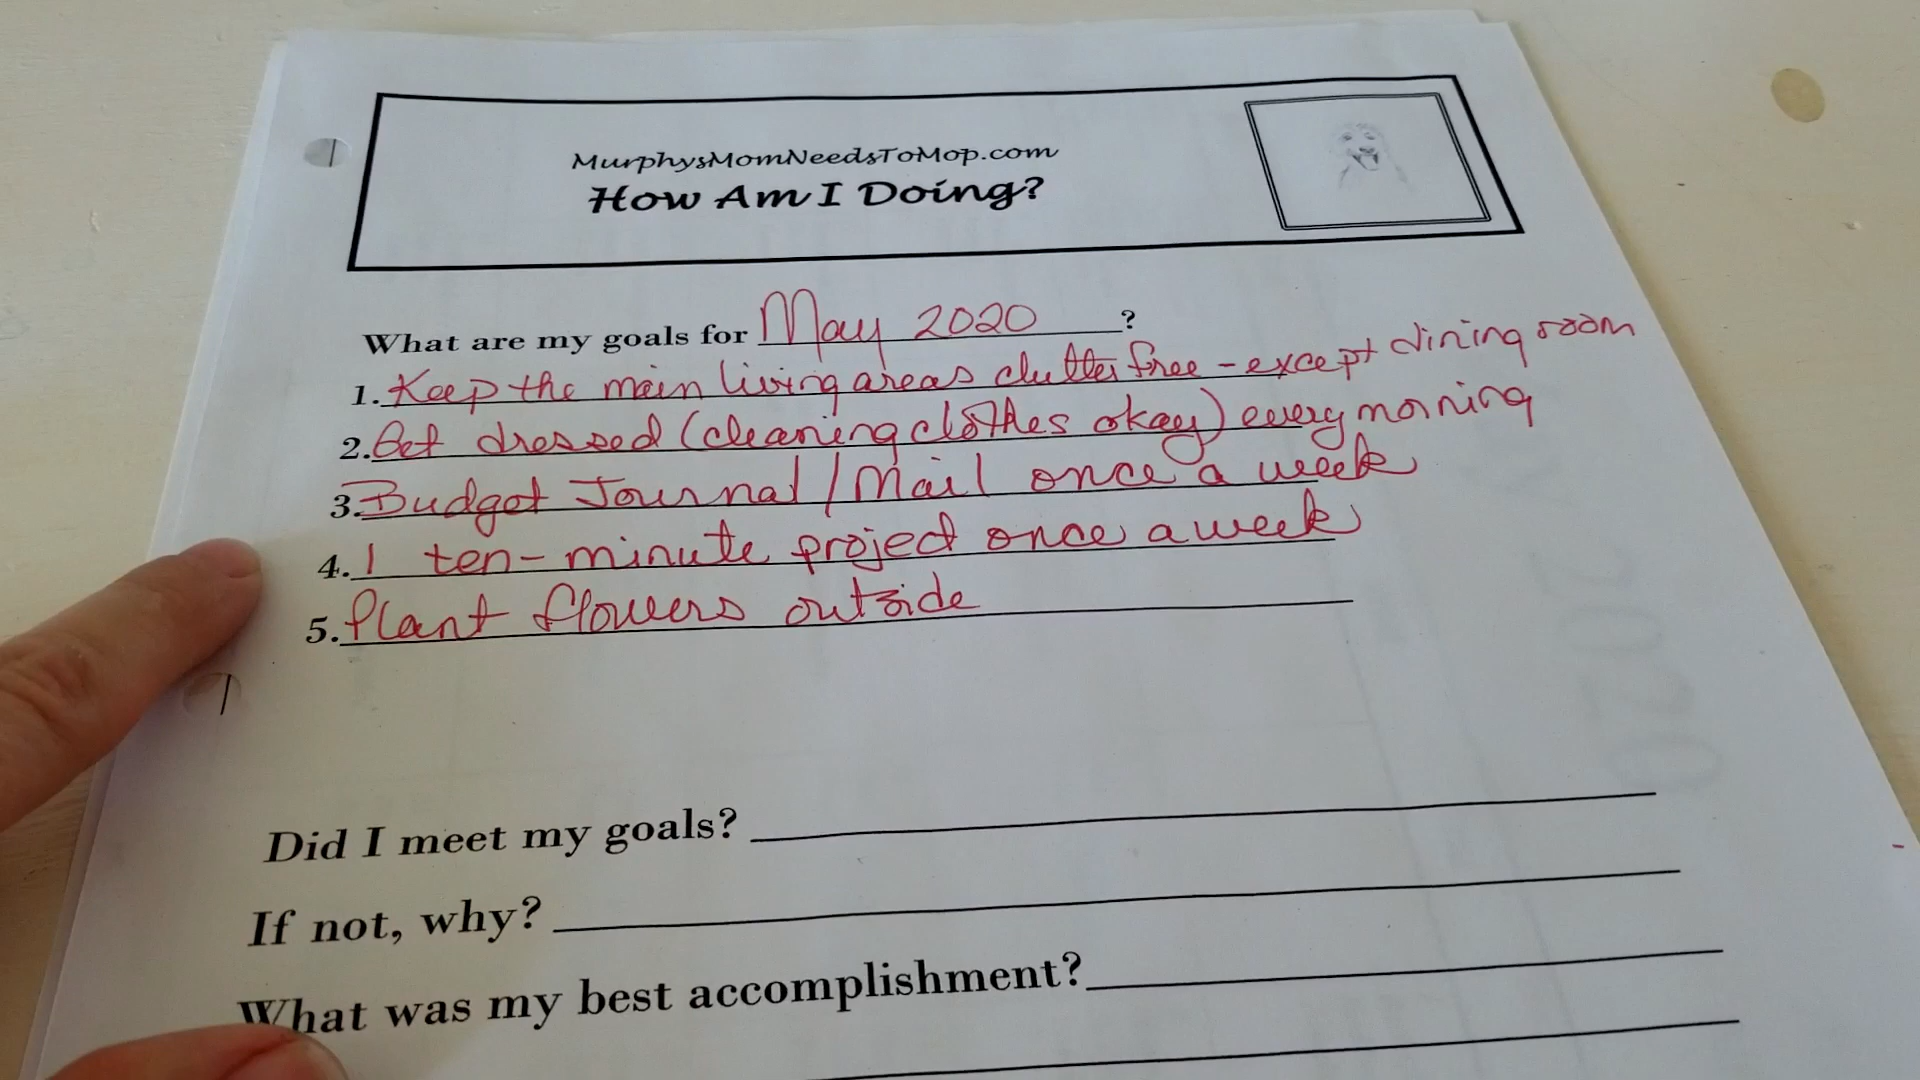 MurphysMomNeedsToMop.com
How Am I Doing?
What are my goals for May 2020 ?
1. Keep the main living areas clutter free - except dining room
2. Get dressed (cleaning clothes okay) every morning
3. Budget Journal / Mail once a week
4. 1 ten-minute project once a week
5. Plant flowers outside
Did I meet my goals?
If not, why?
What was my best accomplishment?